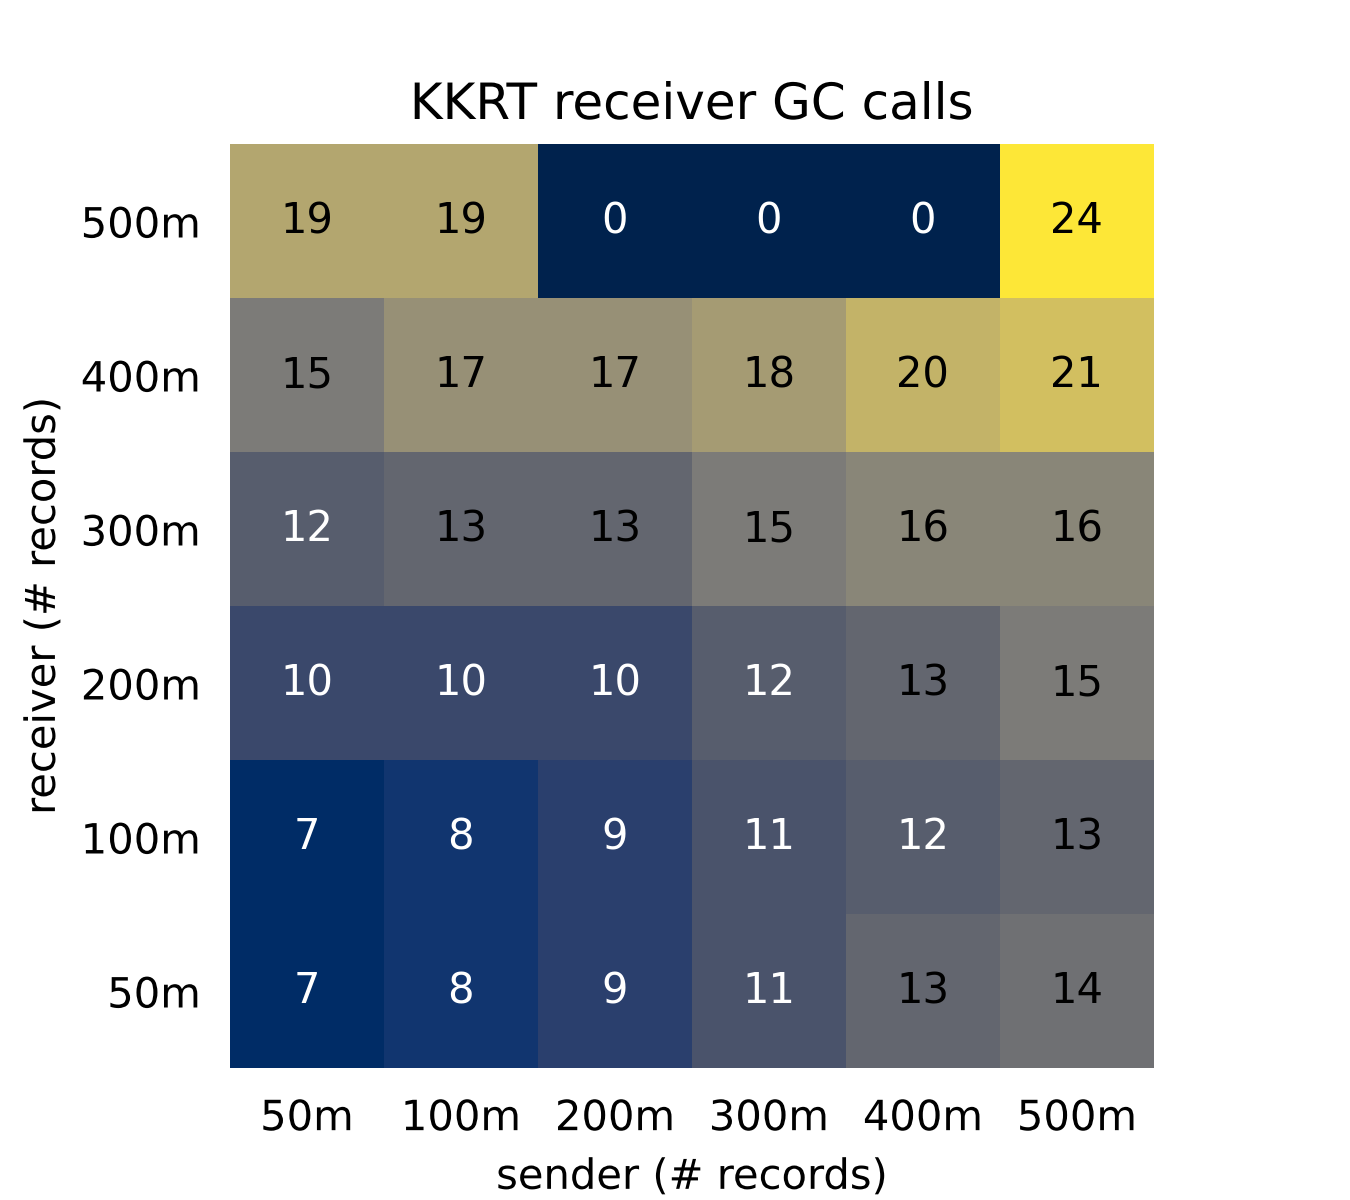 KKRT receiver GC calls
500m 19 19 0 0 0 24
400m 15 17 17 18 20 21
300m 12 13 13 15 16 16
200m 10 10 10 12 13 15
100m 7 8 9 11 12 13
50m 7 8 9 11 13 14
receiver (# records)
50m 100m 200m 300m 400m 500m
sender (# records)